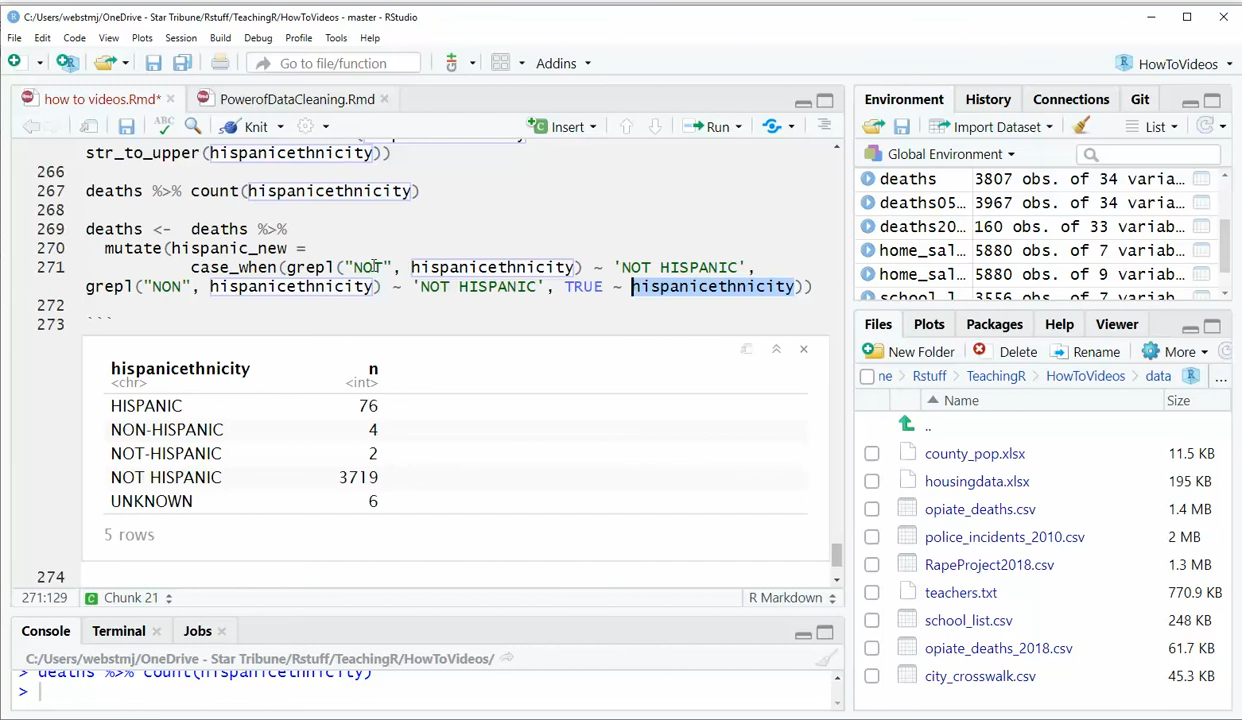 C:/Users/webstmj/OneDrive - Star Tribune/Rstuff/TeachingR/HowToVideos - master - RStudio
File Edit Code View Plots Session Build Debug Profile Tools Help
Go to file/function Addins HowToVideos
how to videos.Rmd* PowerofDataCleaning.Rmd
ABC Knit Insert Run
str_to_upper(hispanicethnicity))
266
267 deaths %>% count(hispanicethnicity)
268
269 deaths <- deaths %>%
270 mutate(hispanic_new =
271 case_when(grepl("NOT", hispanicethnicity) ~ 'NOT HISPANIC',
grepl("NON", hispanicethnicity) ~ 'NOT HISPANIC', TRUE ~ hispanicethnicity))
272
273 ```
hispanicethnicity n
<chr> <int>
HISPANIC 76
NON-HISPANIC 4
NOT-HISPANIC 2
NOT HISPANIC 3719
UNKNOWN 6
5 rows
274
271:129 Chunk 21 R Markdown
Console Terminal Jobs
C:/Users/webstmj/OneDrive - Star Tribune/Rstuff/TeachingR/HowToVideos/
> deaths %>% count(hispanicethnicity)
>
Environment History Connections Git
Import Dataset List
Global Environment
deaths 3807 obs. of 34 varia…
deaths05… 3967 obs. of 34 varia…
deaths20… 160 obs. of 33 variab…
home_sal… 5880 obs. of 7 variab…
home_sal… 5880 obs. of 9 variab…
school_l… 3556 obs. of 7 variab…
Files Plots Packages Help Viewer
New Folder Delete Rename More
ne Rstuff TeachingR HowToVideos data ...
Name Size
..
county_pop.xlsx 11.5 KB
housingdata.xlsx 195 KB
opiate_deaths.csv 1.4 MB
police_incidents_2010.csv 2 MB
RapeProject2018.csv 1.3 MB
teachers.txt 770.9 KB
school_list.csv 248 KB
opiate_deaths_2018.csv 61.7 KB
city_crosswalk.csv 45.3 KB